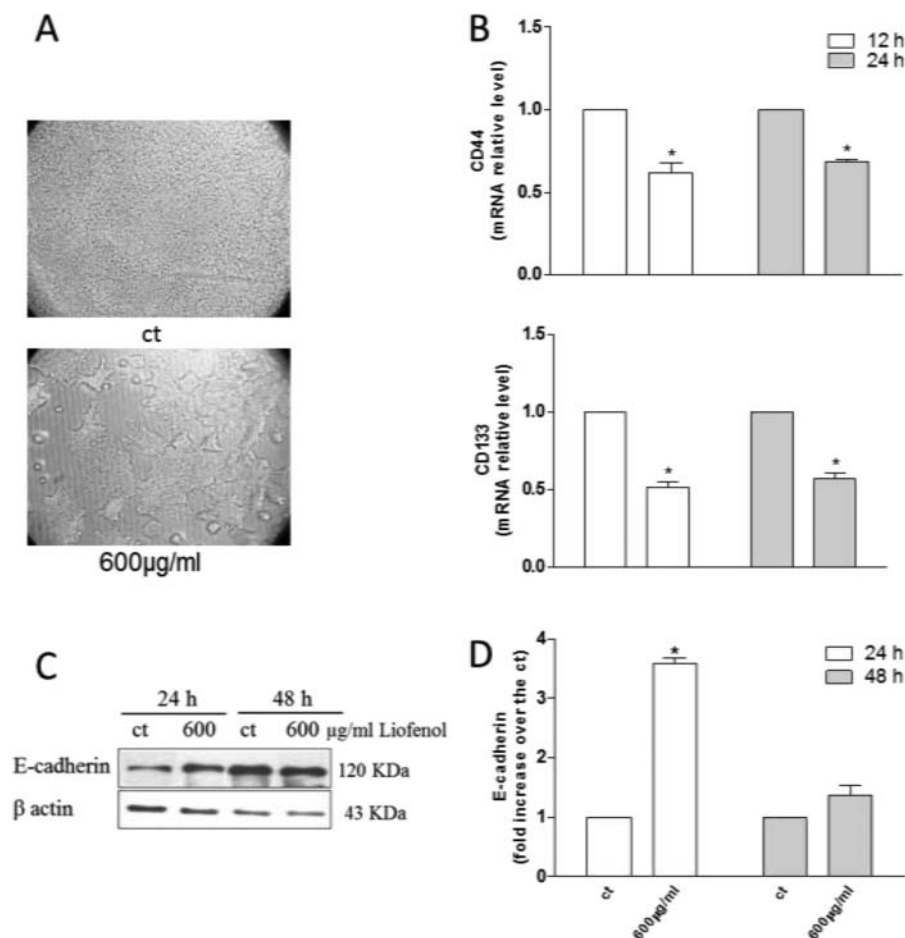 A
ct
600µg/ml
B
12 h
24 h
CD44
(mRNA relative level)
1.5
1.0
0.5
0.0
*
*
CD133
(mRNA relative level)
1.5
1.0
0.5
0.0
*
*
C
24 h 48 h
ct 600 ct 600 µg/ml Liofenol
E-cadherin 120 KDa
β actin 43 KDa
D
24 h
48 h
E-cadherin
(fold increase over the ct)
4
3
2
1
0
*
ct
600µg/ml
ct
600µg/ml